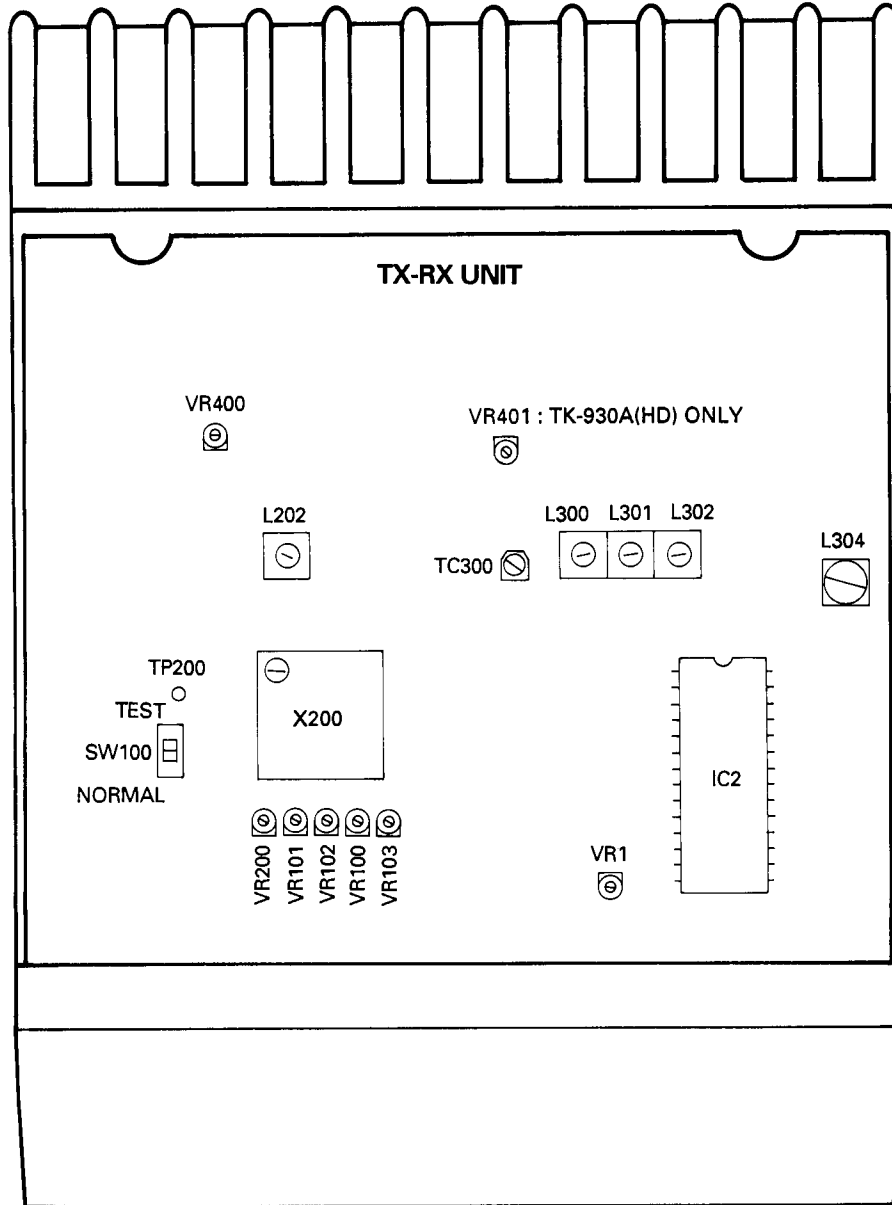 TX-RX UNIT
VR400
VR401 : TK-930A(HD) ONLY
L202
L300 L301 L302
L304
TC300
TP200
TEST
X200
SW100
IC2
NORMAL
VR200
VR101
VR102
VR100
VR103
VR1